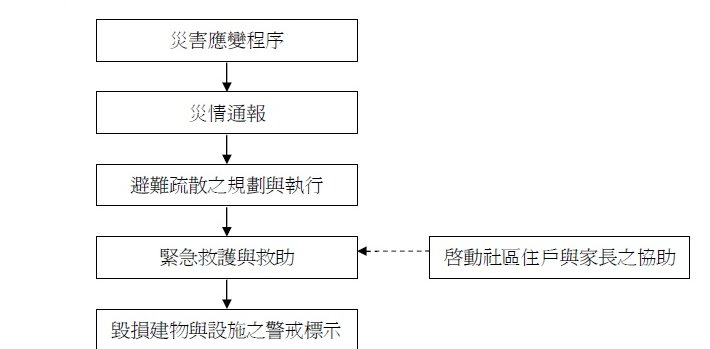 災害應變程序
災情通報
避難疏散之規劃與執行
緊急救護與救助
啓動社區住戶與家長之協助
毀損建物與設施之警戒標示